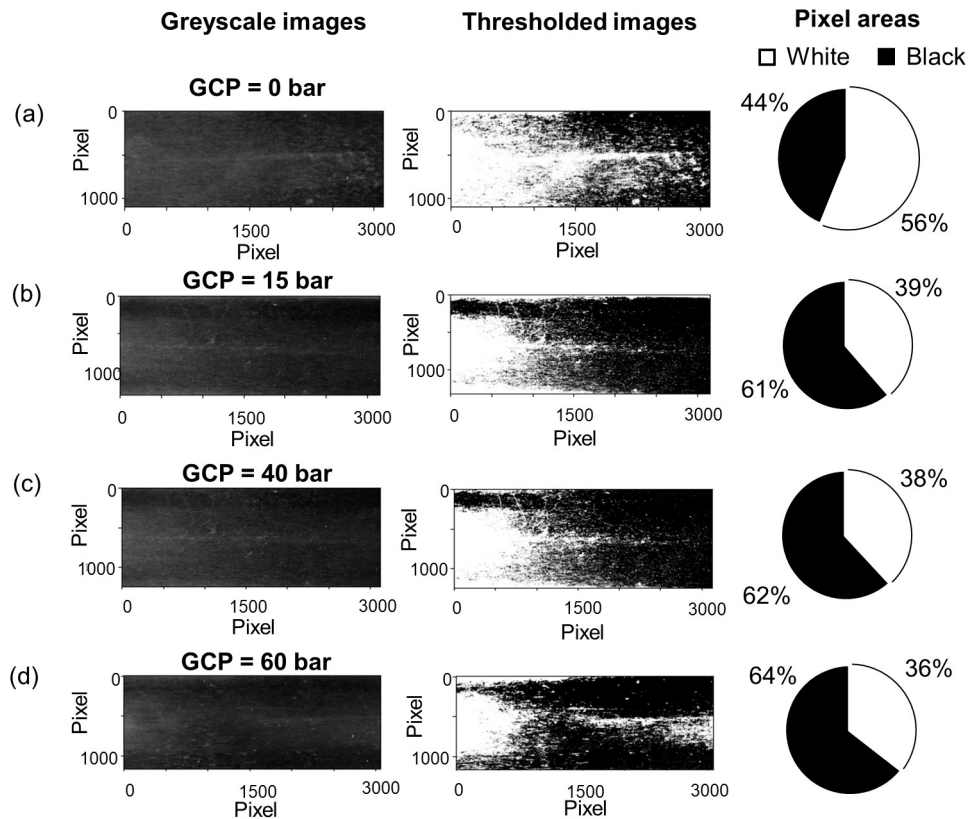 Greyscale images Thresholded images Pixel areas
White Black
(a) GCP = 0 bar
Pixel
0
1000
0 1500 3000
Pixel
0
1000
0 1500 3000
Pixel
44%
56%
(b) GCP = 15 bar
Pixel
0
1000
0 1500 3000
Pixel
Pixel
0
1000
0 1500 3000
Pixel
39%
61%
(c) GCP = 40 bar
Pixel
0
1000
0 1500 3000
Pixel
Pixel
0
1000
0 1500 3000
Pixel
38%
62%
(d) GCP = 60 bar
Pixel
0
1000
0 1500 3000
Pixel
Pixel
0
1000
0 1500 3000
Pixel
64%
36%